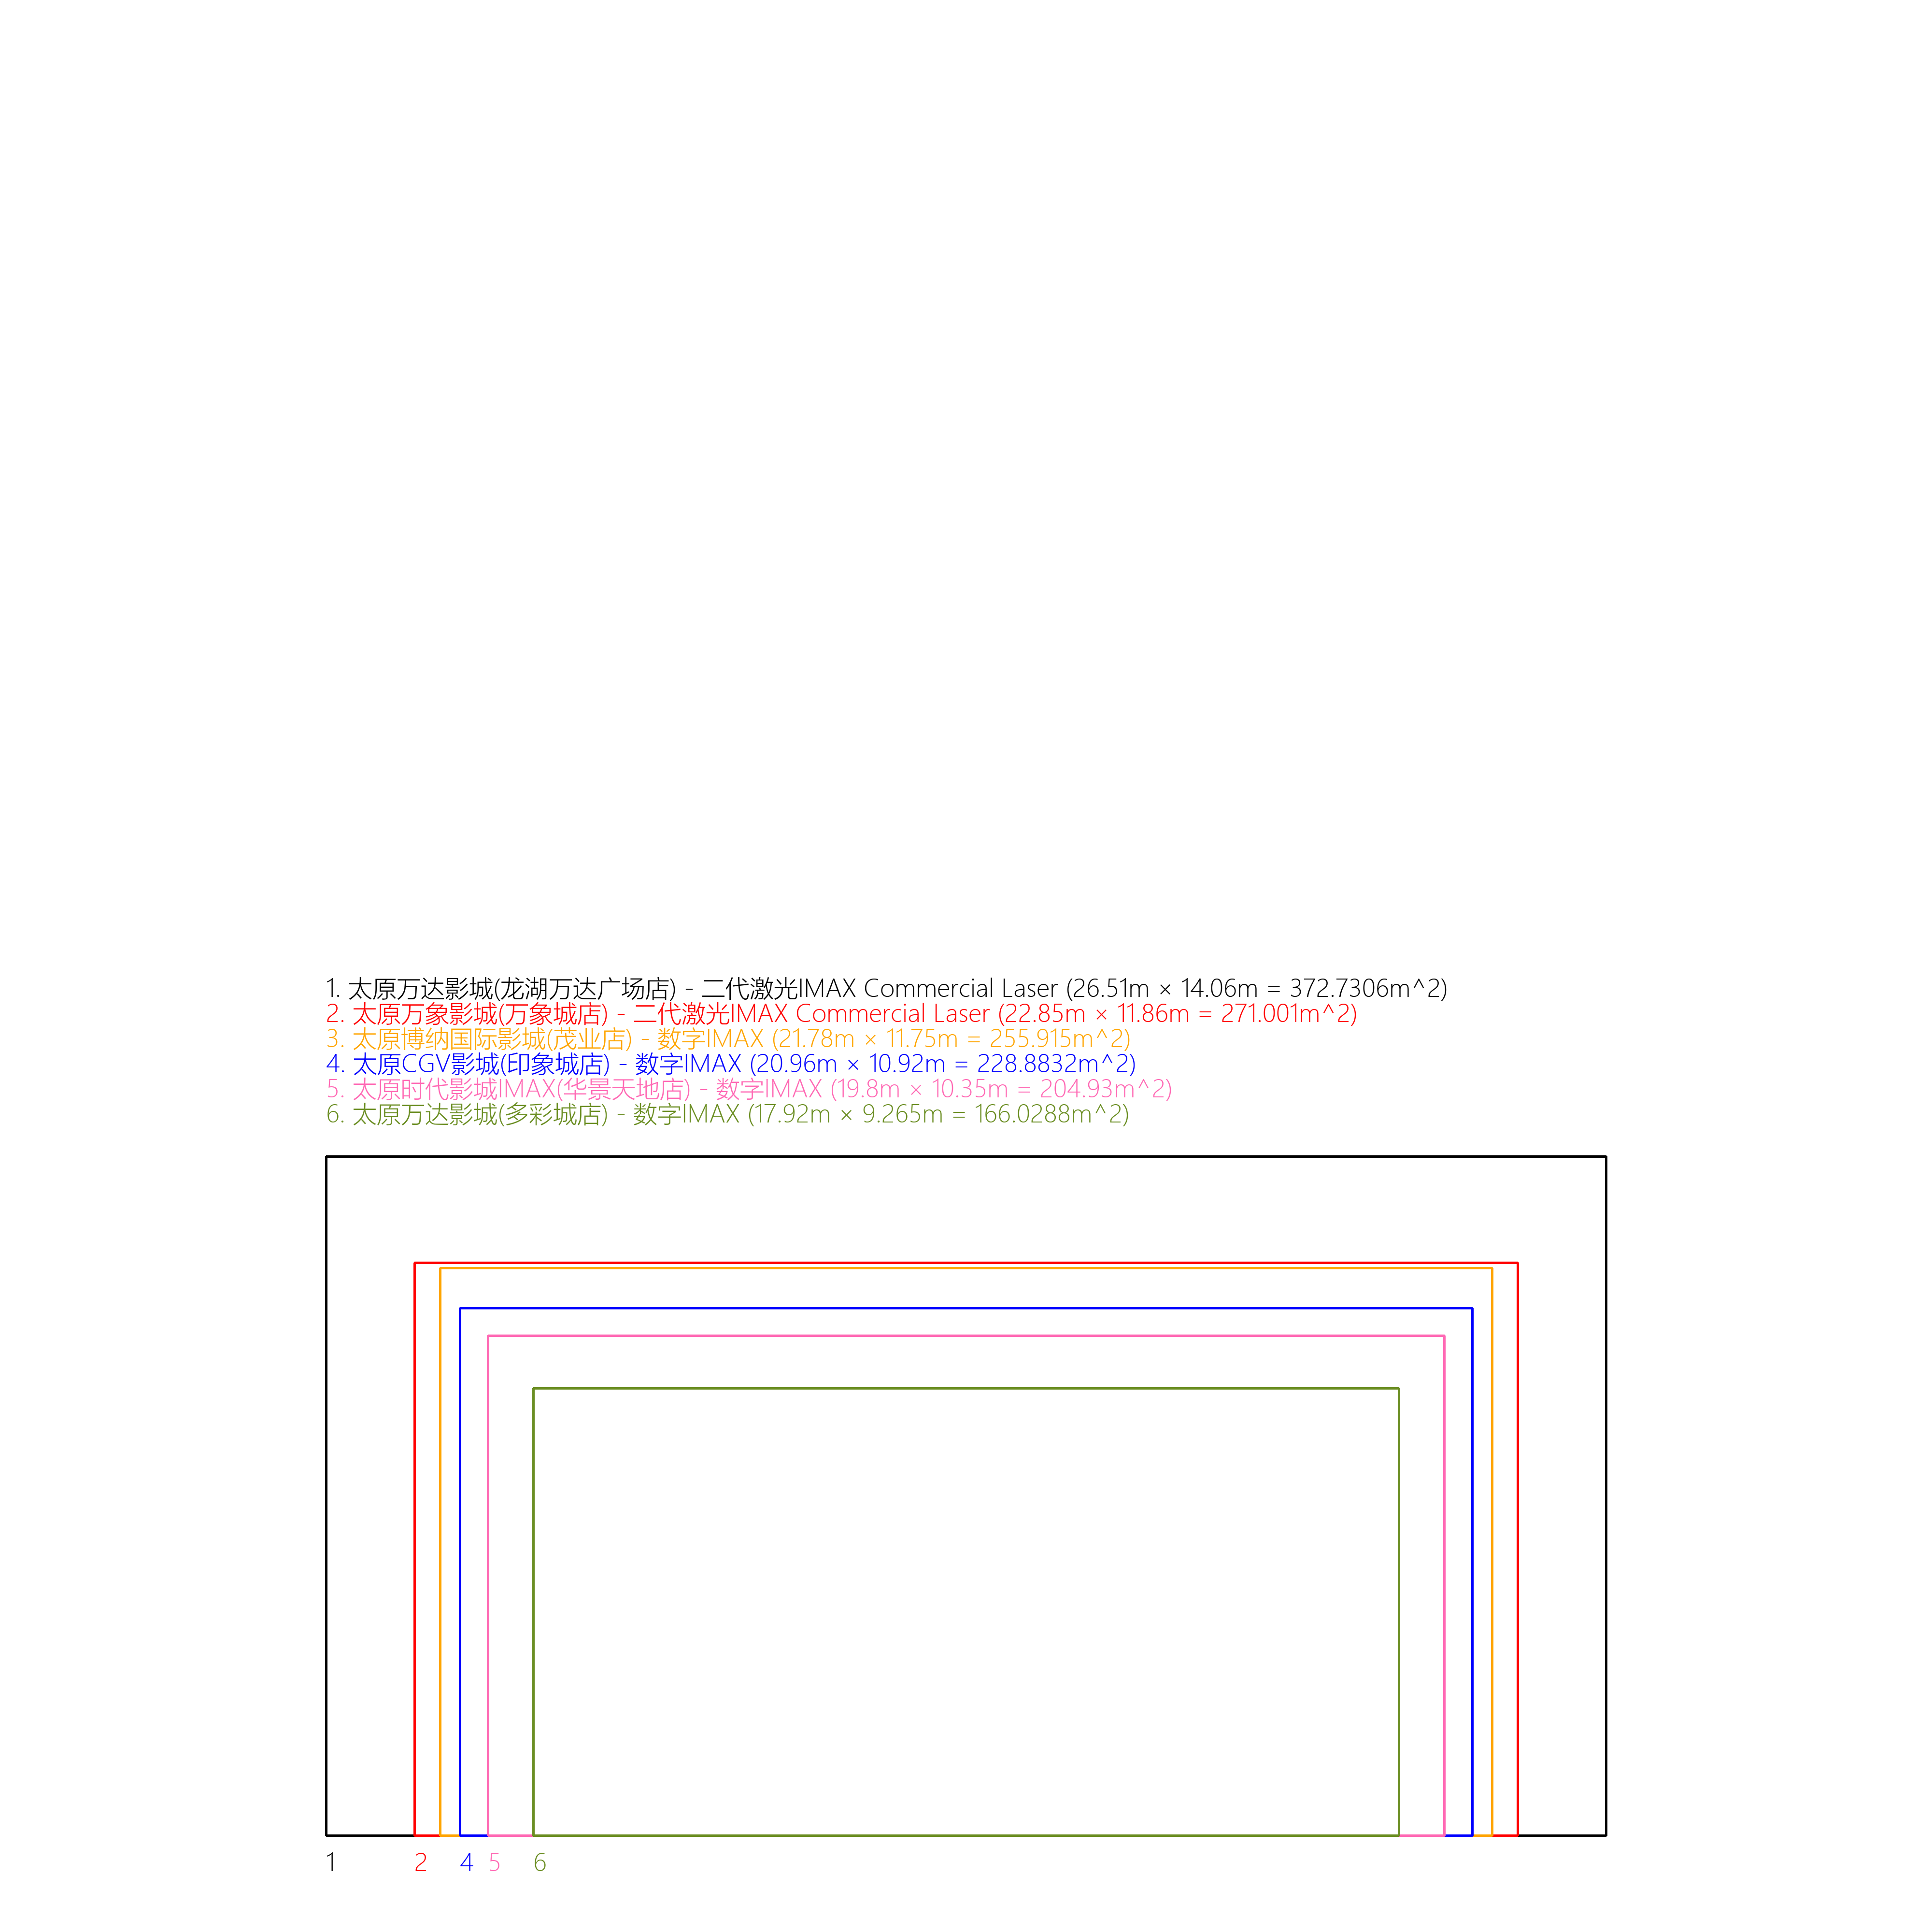 1. 太原万达影城(龙湖万达广场店) - 二代激光IMAX Commercial Laser (26.51m × 14.06m = 372.7306m^2)
2. 太原万象影城(万象城店) - 二代激光IMAX Commercial Laser (22.85m × 11.86m = 271.001m^2)
3. 太原博纳国际影城(茂业店) - 数字IMAX (21.78m × 11.75m = 255.915m^2)
4. 太原CGV影城(印象城店) - 数字IMAX (20.96m × 10.92m = 228.8832m^2)
5. 太原时代影城IMAX(华景天地店) - 数字IMAX (19.8m × 10.35m = 204.93m^2)
6. 太原万达影城(多彩城店) - 数字IMAX (17.92m × 9.265m = 166.0288m^2)
1 2 4 5 6